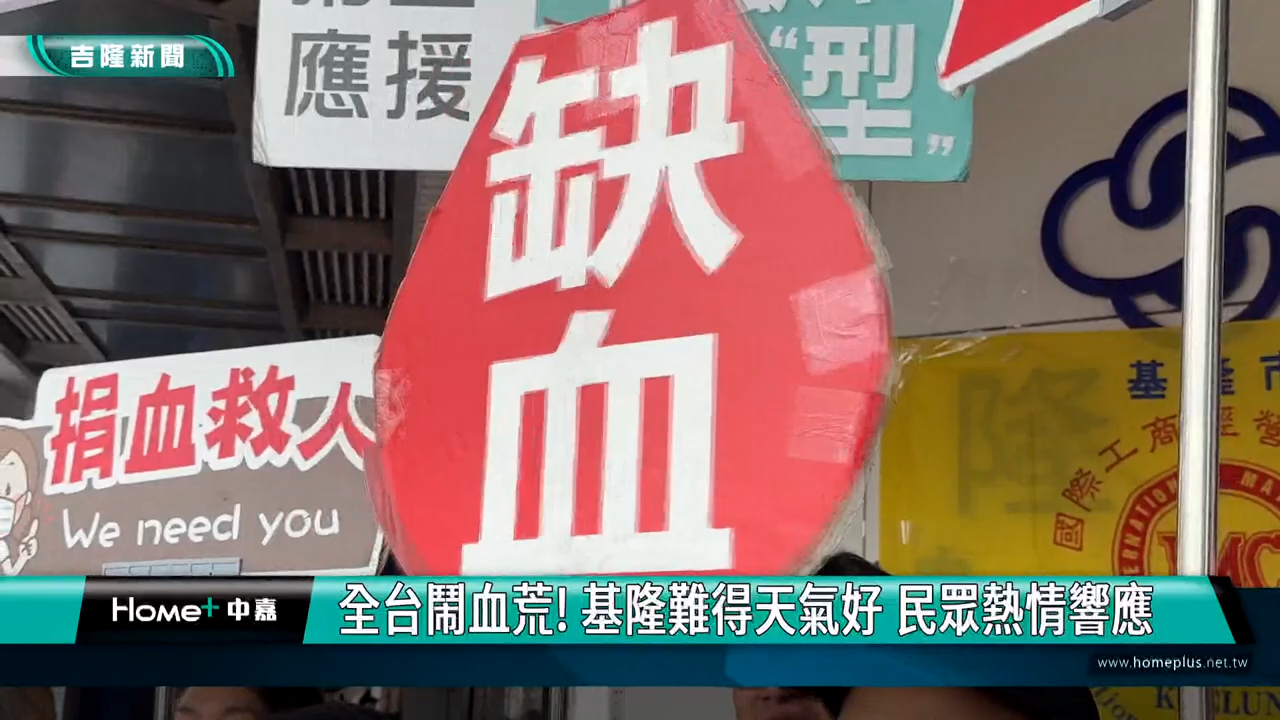 吉隆新聞
應援
“型”
缺血
捐血救人
We need you
基隆市
國際工商經營
隆
Home+ 中嘉
全台鬧血荒! 基隆難得天氣好 民眾熱情響應
www.homeplus.net.tw